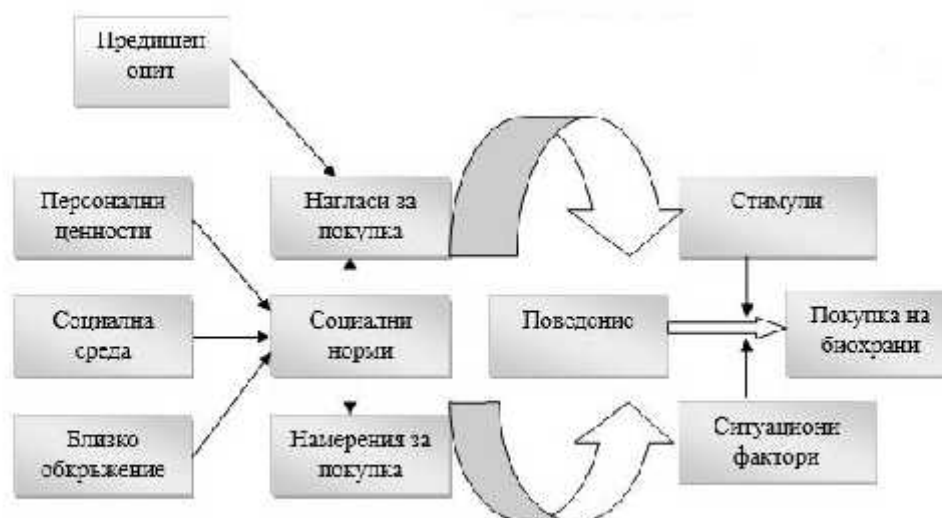 Предишен
опит
Персонални
ценности
Нагласи за
покупка
Стимули
Социална
среда
Социални
норми
Поведение
Покупка на
биохрани
Близко
обкръжение
Намерения за
покупка
Ситуациони
фактори